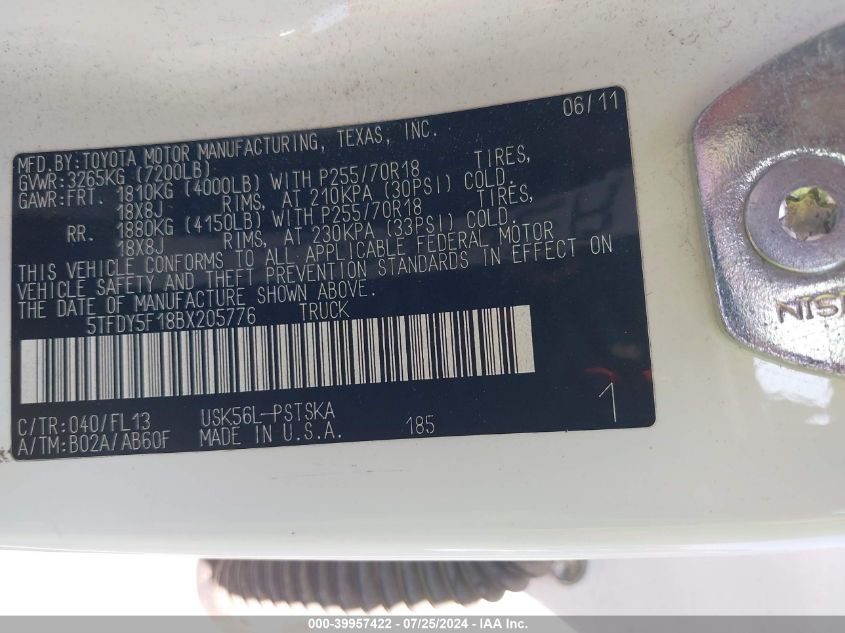 06/11
MFD.BY:TOYOTA MOTOR MANUFACTURING, TEXAS, INC.
GVWR:3265KG (7200LB)
GAWR:FRT. 1810KG (4000LB) WITH P255/70R18 TIRES,
18X8J RIMS, AT 210KPA (30PSI) COLD.
RR. 1880KG (4150LB) WITH P255/70R18 TIRES,
18X8J RIMS, AT 230KPA (33PSI) COLD.
THIS VEHICLE CONFORMS TO ALL APPLICABLE FEDERAL MOTOR
VEHICLE SAFETY AND THEFT PREVENTION STANDARDS IN EFFECT ON
THE DATE OF MANUFACTURE SHOWN ABOVE.
5TFDY5F18BX205776 TRUCK
C/TR:040/FL13 USK56L-PSTSKA
A/TM:B02A/AB60F MADE IN U.S.A. 185 1
000-39957422 - 07/25/2024 - IAA Inc.